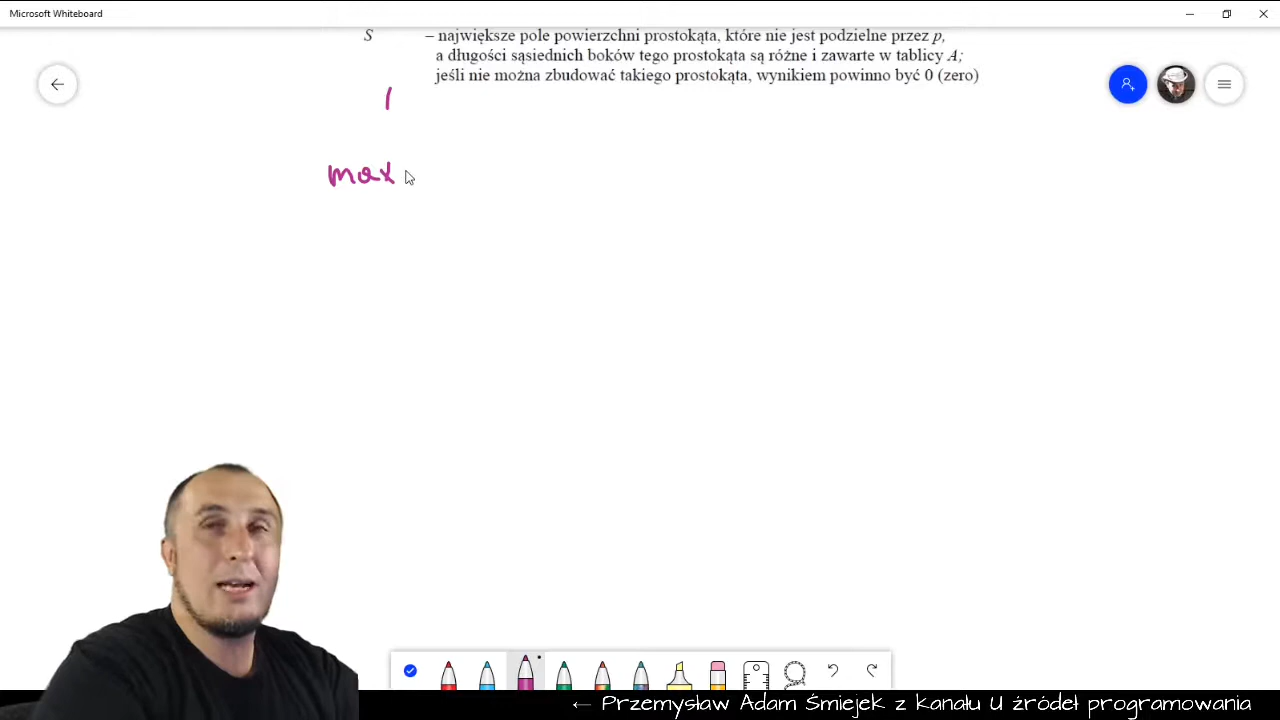 Microsoft Whiteboard
S – największe pole powierzchni prostokąta, które nie jest podzielne przez p,
a długości sąsiednich boków tego prostokąta są różne i zawarte w tablicy A;
jeśli nie można zbudować takiego prostokąta, wynikiem powinno być 0 (zero)
max
← Przemysław Adam Śmiejek z kanału U źródeł programowania